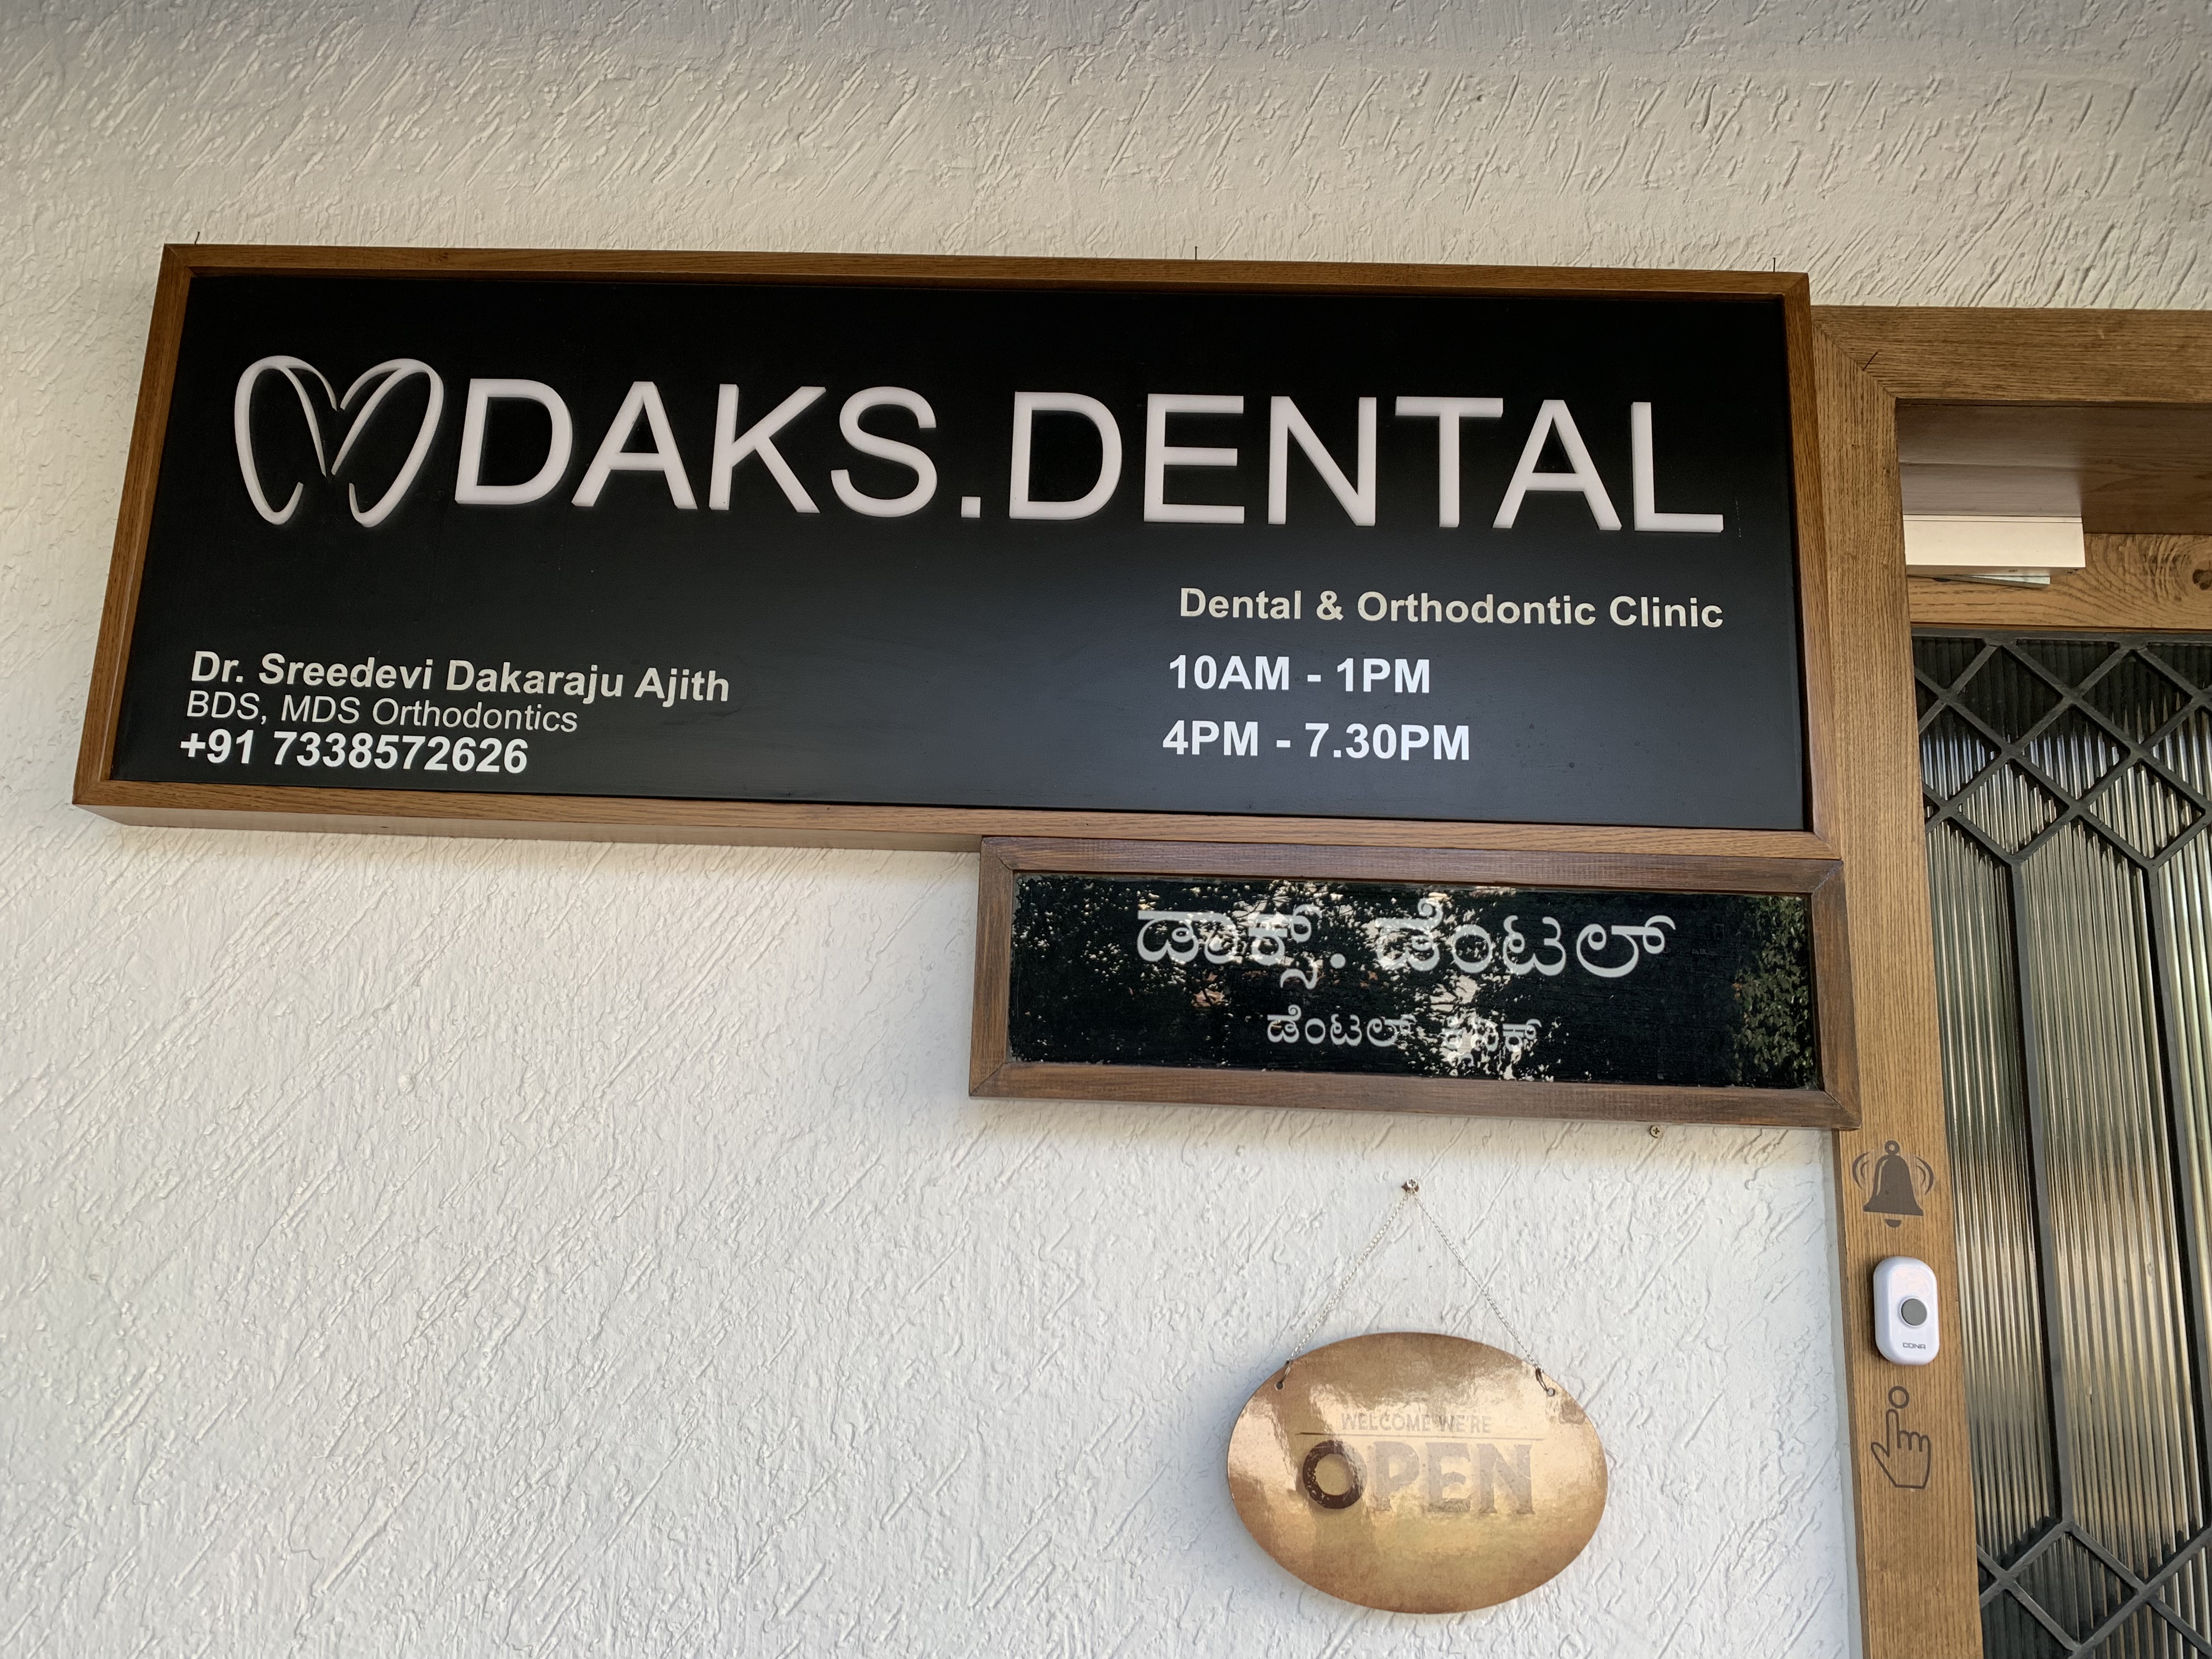 DAKS.DENTAL
Dental & Orthodontic Clinic
Dr. Sreedevi Dakaraju Ajith
BDS, MDS Orthodontics
+91 7338572626
10AM - 1PM
4PM - 7.30PM
ಡಾಕ್ಸ್. ಡೆಂಟಲ್
ಡೆಂಟಲ್ ಕ್ಲಿನಿಕ್
WELCOME WE'RE
OPEN
CONA